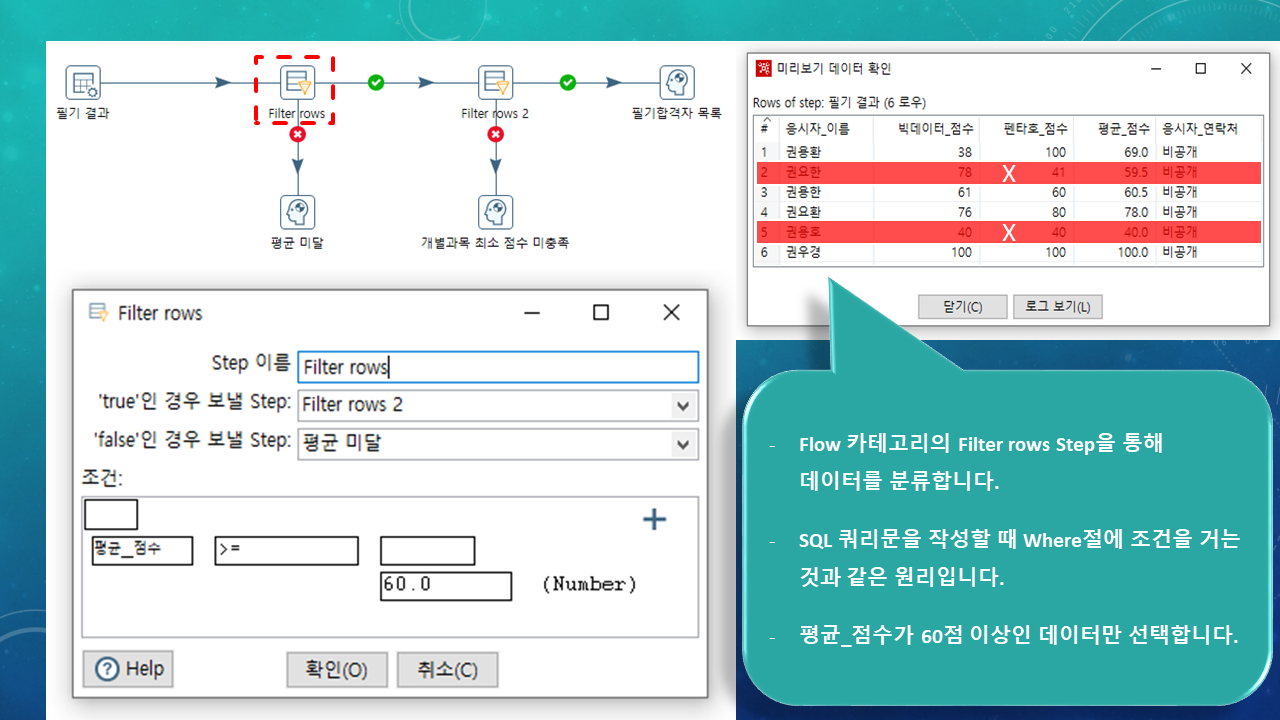 필기 결과
Filter rows
Filter rows 2
필기합격자 목록
평균 미달
개별과목 최소 점수 미충족
미리보기 데이터 확인
Rows of step: 필기 결과 (6 로우)
# 응시자_이름 빅데이터_점수 펜타호_점수 평균_점수 응시자_연락처
1 권용환 38 100 69.0 비공개
2 권요한 78 X 41 59.5 비공개
3 권용한 61 60 60.5 비공개
4 권요환 76 80 78.0 비공개
5 권용호 40 X 40 40.0 비공개
6 권우경 100 100 100.0 비공개
닫기(C) 로그 보기(L)
Filter rows
Step 이름 Filter rows
'true'인 경우 보낼 Step: Filter rows 2
'false'인 경우 보낼 Step: 평균 미달
조건:
평균_점수 >=
60.0 (Number)
Help 확인(O) 취소(C)
- Flow 카테고리의 Filter rows Step을 통해
데이터를 분류합니다.
- SQL 쿼리문을 작성할 때 Where절에 조건을 거는
것과 같은 원리입니다.
- 평균_점수가 60점 이상인 데이터만 선택합니다.